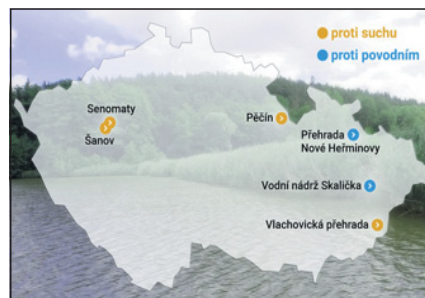 proti suchu
proti povodním
Senomaty
Šanov
Pěčín
Přehrada
Nové Heřminovy
Vodní nádrž Skalička
Vlachovická přehrada